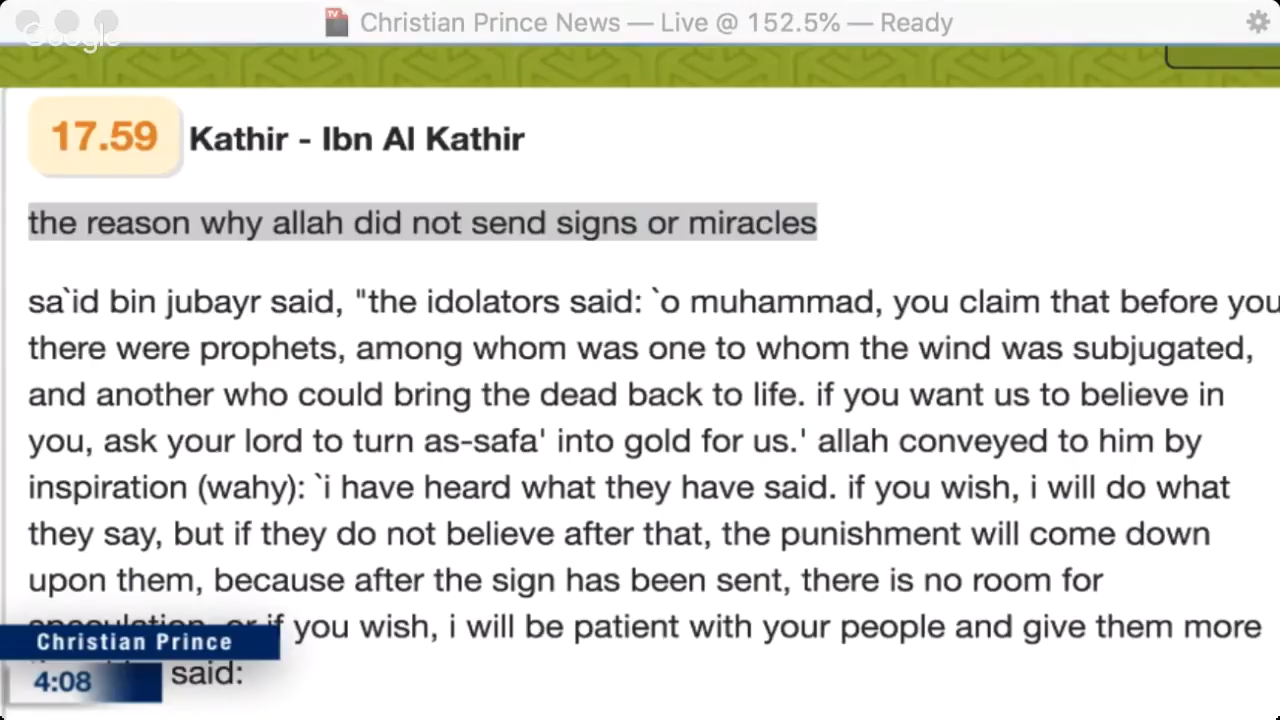 Christian Prince News — Live @ 152.5% — Ready
Google
17.59 Kathir - Ibn Al Kathir
the reason why allah did not send signs or miracles
sa`id bin jubayr said, "the idolators said: `o muhammad, you claim that before you
there were prophets, among whom was one to whom the wind was subjugated,
and another who could bring the dead back to life. if you want us to believe in
you, ask your lord to turn as-safa' into gold for us.' allah conveyed to him by
inspiration (wahy): `i have heard what they have said. if you wish, i will do what
they say, but if they do not believe after that, the punishment will come down
upon them, because after the sign has been sent, there is no room for
speculation, or if you wish, i will be patient with your people and give them more
said:
Christian Prince
4:08